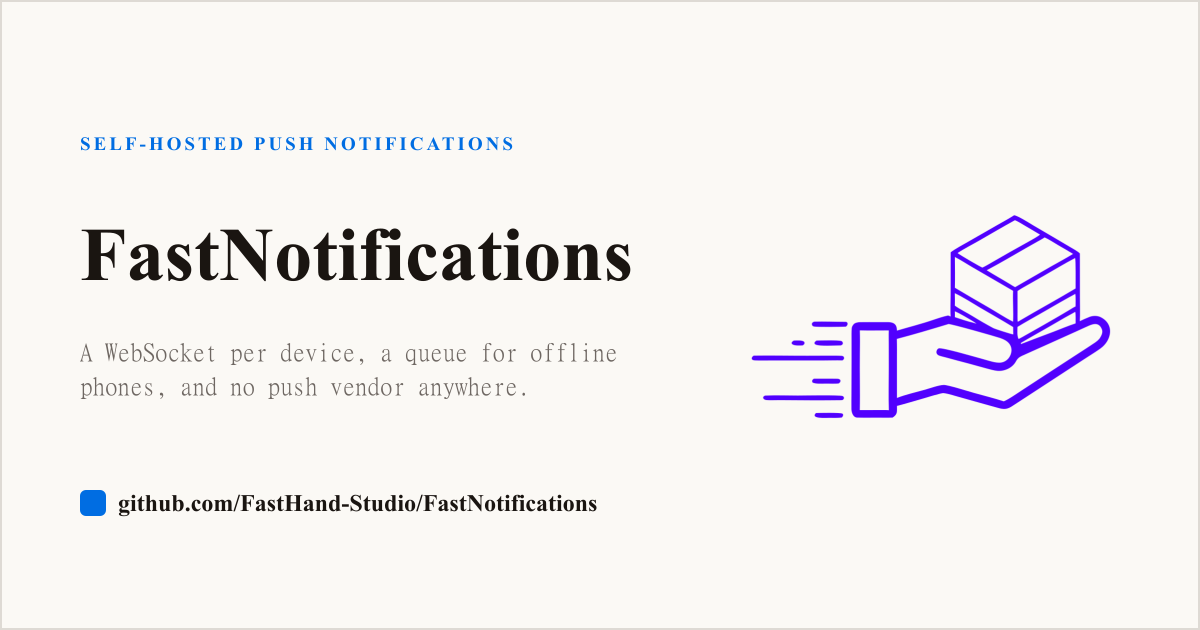 SELF-HOSTED PUSH NOTIFICATIONS
FastNotifications
A WebSocket per device, a queue for offline
phones, and no push vendor anywhere.
github.com/FastHand-Studio/FastNotifications